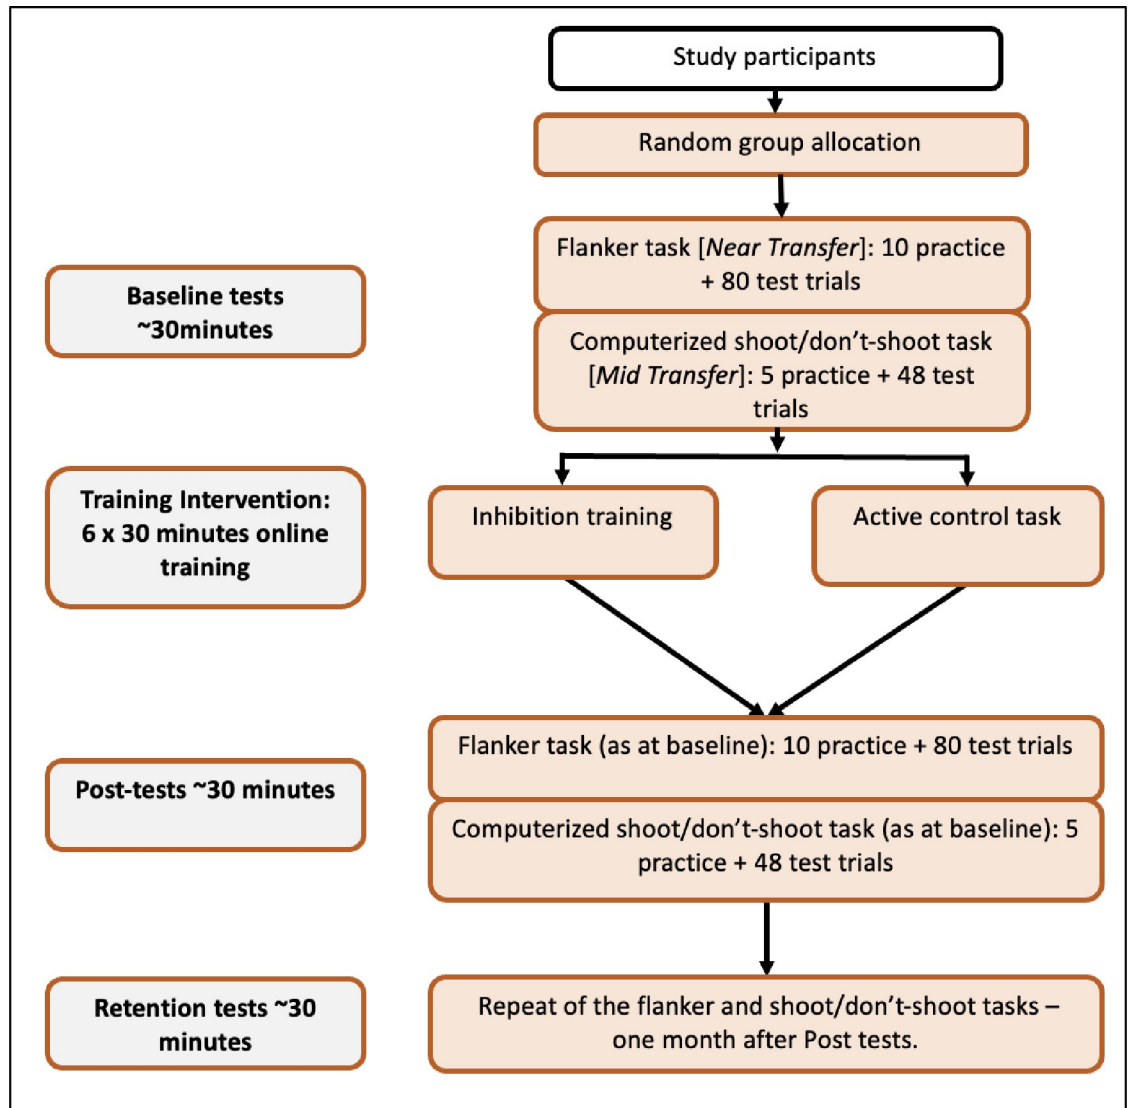 Study participants
Random group allocation
Flanker task [Near Transfer]: 10 practice
+ 80 test trials
Baseline tests
~30minutes
Computerized shoot/don’t-shoot task
[Mid Transfer]: 5 practice + 48 test
trials
Training Intervention:
6 x 30 minutes online
training
Inhibition training
Active control task
Flanker task (as at baseline): 10 practice + 80 test trials
Post-tests ~30 minutes
Computerized shoot/don’t-shoot task (as at baseline): 5
practice + 48 test trials
Retention tests ~30
minutes
Repeat of the flanker and shoot/don’t-shoot tasks –
one month after Post tests.